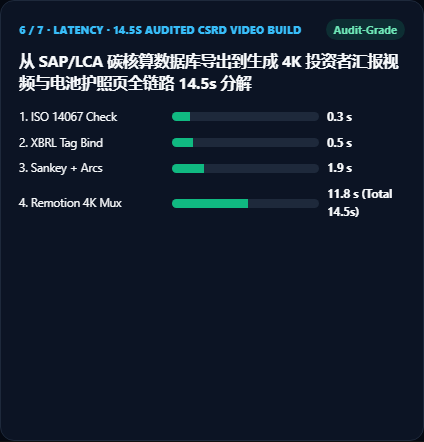 6 / 7 · LATENCY · 14.5S AUDITED CSRD VIDEO BUILD
Audit-Grade
从 SAP/LCA 碳核算数据库导出到生成 4K 投资者汇报视
频与电池护照页全链路 14.5s 分解
1. ISO 14067 Check 0.3 s
2. XBRL Tag Bind 0.5 s
3. Sankey + Arcs 1.9 s
4. Remotion 4K Mux 11.8 s (Total
14.5s)